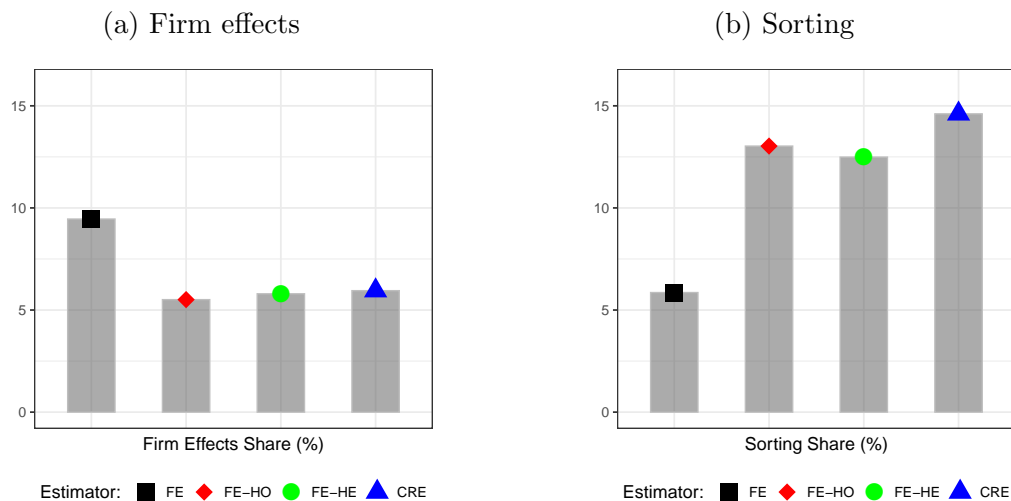 (a) Firm effects
15
10
5
0
Firm Effects Share (%)
Estimator: FE FE−HO FE−HE CRE
(b) Sorting
15
10
5
0
Sorting Share (%)
Estimator: FE FE−HO FE−HE CRE